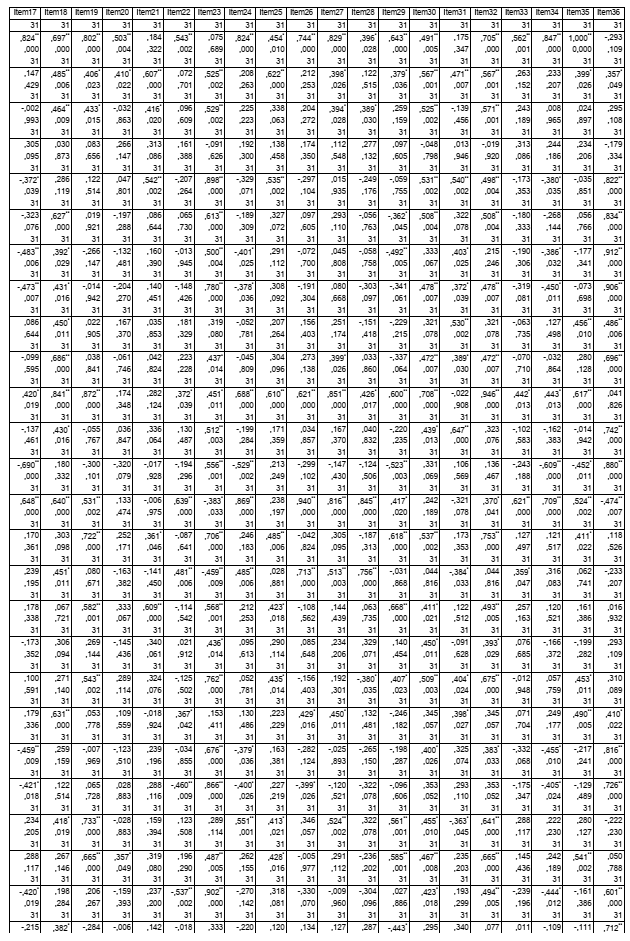 Item17 Item18 Item19 Item20 Item21 Item22 Item23 Item24 Item25 Item26 Item27 Item28 Item29 Item30 Item31 Item32 Item33 Item34 Item35 Item36
31 31 31 31 31 31 31 31 31 31 31 31 31 31 31 31 31 31 31 31
,824** ,697** ,802** ,503** ,184 ,543** ,075 ,824** ,454* ,744** ,829** ,396* ,643** ,491** ,175 ,705** ,562** ,847** 1,000** -,293
,000 ,000 ,000 ,004 ,322 ,002 ,689 ,000 ,010 ,000 ,000 ,028 ,000 ,005 ,347 ,000 ,001 ,000 0,000 ,109
31 31 31 31 31 31 31 31 31 31 31 31 31 31 31 31 31 31 31 31
,147 ,485** ,406* ,410* ,607** ,072 ,525** ,208 ,622** ,212 ,398* ,122 ,379* ,567** ,471** ,567** ,263 ,233 ,399* ,357*
,429 ,006 ,023 ,022 ,000 ,701 ,002 ,263 ,000 ,253 ,026 ,515 ,036 ,001 ,007 ,001 ,152 ,207 ,026 ,049
31 31 31 31 31 31 31 31 31 31 31 31 31 31 31 31 31 31 31 31
-,002 ,464** ,433* -,032 ,416* ,096 ,529** ,225 ,338 ,204 ,394* ,389* ,259 ,525** -,139 ,571** ,243 ,008 ,024 ,295
,993 ,009 ,015 ,863 ,020 ,609 ,002 ,223 ,063 ,272 ,028 ,030 ,159 ,002 ,456 ,001 ,189 ,965 ,897 ,108
31 31 31 31 31 31 31 31 31 31 31 31 31 31 31 31 31 31 31 31
,305 ,030 ,083 ,266 ,313 ,161 -,091 ,192 ,138 ,174 ,112 ,277 ,097 -,048 ,013 -,019 ,313 ,244 ,234 -,179
,095 ,873 ,656 ,147 ,086 ,388 ,626 ,300 ,458 ,350 ,548 ,132 ,605 ,798 ,946 ,920 ,086 ,186 ,206 ,334
31 31 31 31 31 31 31 31 31 31 31 31 31 31 31 31 31 31 31 31
-,372* ,286 ,122 ,047 ,542** -,207 ,898** -,329 ,535** -,297 ,015 -,249 -,059 ,531** ,540** ,498** -,173 -,380* -,035 ,822**
,039 ,119 ,514 ,801 ,002 ,264 ,000 ,071 ,002 ,104 ,935 ,176 ,755 ,002 ,002 ,004 ,353 ,035 ,851 ,000
31 31 31 31 31 31 31 31 31 31 31 31 31 31 31 31 31 31 31 31
-,323 ,627** ,019 -,197 ,086 ,065 ,613** -,189 ,327 ,097 ,293 -,056 -,362* ,508** ,322 ,508** -,180 -,268 ,056 ,834**
,076 ,000 ,921 ,288 ,644 ,730 ,000 ,309 ,072 ,605 ,110 ,763 ,045 ,004 ,078 ,004 ,333 ,144 ,766 ,000
31 31 31 31 31 31 31 31 31 31 31 31 31 31 31 31 31 31 31 31
-,483** ,392* -,266 -,132 ,160 -,013 ,500** -,401* ,291 -,072 ,045 -,058 -,492** ,333 ,403* ,215 -,190 -,386* -,177 ,912**
,006 ,029 ,147 ,481 ,390 ,945 ,004 ,025 ,112 ,700 ,808 ,758 ,005 ,067 ,025 ,246 ,306 ,032 ,341 ,000
31 31 31 31 31 31 31 31 31 31 31 31 31 31 31 31 31 31 31 31
-,473** ,431* -,014 -,204 ,140 -,148 ,780** -,378* ,308 -,191 ,080 -,303 -,341 ,478** ,372* ,478** -,319 -,450* -,073 ,906**
,007 ,016 ,942 ,270 ,451 ,426 ,000 ,036 ,092 ,304 ,668 ,097 ,061 ,007 ,039 ,007 ,081 ,011 ,698 ,000
31 31 31 31 31 31 31 31 31 31 31 31 31 31 31 31 31 31 31 31
,086 ,450* ,022 ,167 ,035 ,181 ,319 -,052 ,207 ,156 ,251 -,151 -,229 ,321 ,530** ,321 -,063 ,127 ,456** ,486**
,644 ,011 ,905 ,370 ,853 ,329 ,080 ,781 ,264 ,403 ,174 ,418 ,215 ,078 ,002 ,078 ,735 ,498 ,010 ,006
31 31 31 31 31 31 31 31 31 31 31 31 31 31 31 31 31 31 31 31
-,099 ,686** ,038 -,061 ,042 ,223 ,437* -,045 ,304 ,273 ,399* ,033 -,337 ,472** ,389* ,472** -,070 -,032 ,280 ,696**
,595 ,000 ,841 ,746 ,824 ,228 ,014 ,809 ,096 ,138 ,026 ,860 ,064 ,007 ,030 ,007 ,710 ,864 ,128 ,000
31 31 31 31 31 31 31 31 31 31 31 31 31 31 31 31 31 31 31 31
,420* ,841** ,872** ,174 ,282 ,372* ,451* ,688** ,610** ,621** ,851** ,426* ,600** ,708** -,022 ,946** ,442* ,443* ,617** ,041
,019 ,000 ,000 ,348 ,124 ,039 ,011 ,000 ,000 ,000 ,000 ,017 ,000 ,000 ,908 ,000 ,013 ,013 ,000 ,826
31 31 31 31 31 31 31 31 31 31 31 31 31 31 31 31 31 31 31 31
-,137 ,430* -,055 ,036 ,336 ,130 ,512** -,199 ,171 ,034 ,167 ,040 -,220 ,439* ,647** ,323 -,102 -,162 -,014 ,742**
,461 ,016 ,767 ,847 ,064 ,487 ,003 ,284 ,359 ,857 ,370 ,832 ,235 ,013 ,000 ,076 ,583 ,383 ,942 ,000
31 31 31 31 31 31 31 31 31 31 31 31 31 31 31 31 31 31 31 31
-,690** ,180 -,300 -,320 -,017 -,194 ,556** -,529** ,213 -,299 -,147 -,124 -,523** ,331 ,106 ,136 -,243 -,609** -,452* ,880**
,000 ,332 ,101 ,079 ,928 ,296 ,001 ,002 ,249 ,102 ,430 ,506 ,003 ,069 ,569 ,467 ,188 ,000 ,011 ,000
31 31 31 31 31 31 31 31 31 31 31 31 31 31 31 31 31 31 31 31
,648** ,640** ,531** ,133 -,006 ,639** -,383* ,869** ,238 ,940** ,816** ,845** ,417* ,242 -,321 ,370* ,621** ,709** ,524** -,474**
,000 ,000 ,002 ,474 ,975 ,000 ,033 ,000 ,197 ,000 ,000 ,000 ,020 ,189 ,078 ,041 ,000 ,000 ,002 ,007
31 31 31 31 31 31 31 31 31 31 31 31 31 31 31 31 31 31 31 31
,170 ,303 ,722** ,252 ,361* -,087 ,706** ,246 ,485** -,042 ,305 -,187 ,618** ,537** ,173 ,753** ,127 ,121 ,411* ,118
,361 ,098 ,000 ,171 ,046 ,641 ,000 ,183 ,006 ,824 ,095 ,313 ,000 ,002 ,353 ,000 ,497 ,517 ,022 ,526
31 31 31 31 31 31 31 31 31 31 31 31 31 31 31 31 31 31 31 31
,239 ,451* ,080 -,163 -,141 ,481** -,459** ,485** ,028 ,713** ,513** ,756** -,031 ,044 -,384* ,044 ,359* ,316 ,062 -,233
,195 ,011 ,671 ,382 ,450 ,006 ,009 ,006 ,881 ,000 ,003 ,000 ,868 ,816 ,033 ,816 ,047 ,083 ,741 ,207
31 31 31 31 31 31 31 31 31 31 31 31 31 31 31 31 31 31 31 31
,178 ,067 ,582** ,333 ,609** -,114 ,568** ,212 ,423* -,108 ,144 ,063 ,668** ,411* ,122 ,493** ,257 ,120 ,161 ,016
,338 ,721 ,001 ,067 ,000 ,542 ,001 ,253 ,018 ,562 ,439 ,735 ,000 ,021 ,512 ,005 ,163 ,521 ,386 ,932
31 31 31 31 31 31 31 31 31 31 31 31 31 31 31 31 31 31 31 31
-,173 ,306 ,269 -,145 ,340 ,021 ,436* ,095 ,290 ,085 ,234 ,329 ,140 ,450* -,091 ,393* ,076 -,166 -,199 ,293
,352 ,094 ,144 ,436 ,061 ,912 ,014 ,613 ,114 ,648 ,206 ,071 ,454 ,011 ,628 ,029 ,685 ,372 ,282 ,109
31 31 31 31 31 31 31 31 31 31 31 31 31 31 31 31 31 31 31 31
,100 ,271 ,543** ,289 ,324 -,125 ,762** ,052 ,435* -,156 ,192 -,380* ,407* ,509** ,404* ,675** -,012 ,057 ,453* ,310
,591 ,140 ,002 ,114 ,076 ,502 ,000 ,781 ,014 ,403 ,301 ,035 ,023 ,003 ,024 ,000 ,948 ,759 ,011 ,089
31 31 31 31 31 31 31 31 31 31 31 31 31 31 31 31 31 31 31 31
,179 ,631** ,053 ,109 -,018 ,367* ,153 ,130 ,223 ,429* ,450* ,132 -,246 ,345 ,398* ,345 ,071 ,249 ,490** ,410*
,336 ,000 ,778 ,559 ,924 ,042 ,411 ,486 ,229 ,016 ,011 ,481 ,182 ,057 ,027 ,057 ,704 ,177 ,005 ,022
31 31 31 31 31 31 31 31 31 31 31 31 31 31 31 31 31 31 31 31
-,459** ,259 -,007 -,123 ,239 -,034 ,676** -,379* ,163 -,282 -,025 -,265 -,198 ,400* ,325 ,383* -,332 -,455* -,217 ,816**
,009 ,159 ,969 ,510 ,196 ,855 ,000 ,036 ,381 ,124 ,893 ,150 ,287 ,026 ,074 ,033 ,068 ,010 ,241 ,000
31 31 31 31 31 31 31 31 31 31 31 31 31 31 31 31 31 31 31 31
-,421* ,122 ,065 ,028 ,288 -,460** ,866** -,400* ,227 -,399* -,120 -,322 -,096 ,353 ,293 ,353 -,175 -,405* -,129 ,726**
,018 ,514 ,728 ,883 ,116 ,009 ,000 ,026 ,219 ,026 ,521 ,078 ,606 ,052 ,110 ,052 ,347 ,024 ,489 ,000
31 31 31 31 31 31 31 31 31 31 31 31 31 31 31 31 31 31 31 31
,234 ,418* ,733** -,028 ,159 ,123 ,289 ,551** ,413* ,346 ,524** ,322 ,561** ,455* -,363* ,641** ,288 ,222 ,280 -,222
,205 ,019 ,000 ,883 ,394 ,508 ,114 ,001 ,021 ,057 ,002 ,078 ,001 ,010 ,045 ,000 ,117 ,230 ,127 ,230
31 31 31 31 31 31 31 31 31 31 31 31 31 31 31 31 31 31 31 31
,288 ,267 ,665** ,357* ,319 ,196 ,487** ,262 ,428* -,005 ,291 -,236 ,585** ,467** ,235 ,665** ,145 ,242 ,541** ,050
,117 ,146 ,000 ,049 ,080 ,290 ,005 ,155 ,016 ,977 ,112 ,202 ,001 ,008 ,203 ,000 ,436 ,189 ,002 ,788
31 31 31 31 31 31 31 31 31 31 31 31 31 31 31 31 31 31 31 31
-,420* ,198 ,206 -,159 ,237 -,537** ,902** -,270 ,318 -,330 -,009 -,304 -,027 ,423* ,193 ,494** -,239 -,444* -,161 ,601**
,019 ,284 ,267 ,393 ,200 ,002 ,000 ,142 ,081 ,070 ,960 ,096 ,886 ,018 ,298 ,005 ,196 ,012 ,386 ,000
31 31 31 31 31 31 31 31 31 31 31 31 31 31 31 31 31 31 31 31
-,215 ,382* -,284 -,006 ,142 -,018 ,333 -,220 ,120 ,134 ,127 ,287 -,443* ,295 ,340 ,077 ,011 -,109 -,111 ,712**